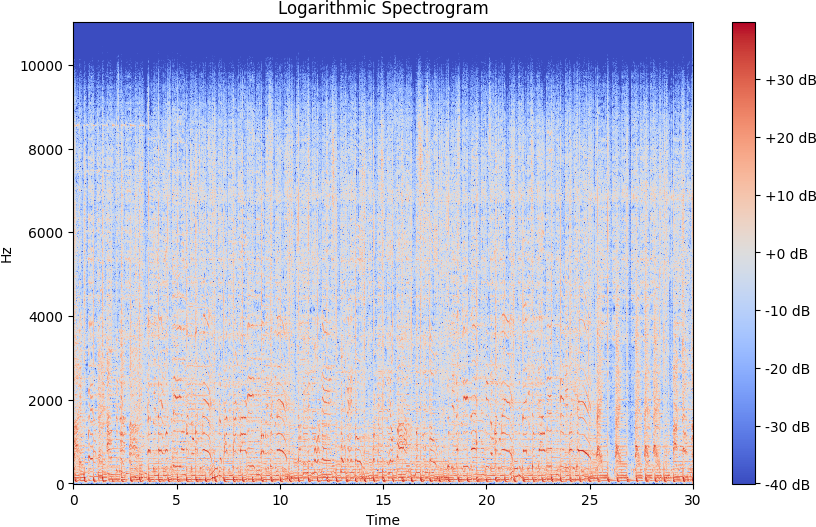 Logarithmic Spectrogram
Hz
10000
8000
6000
4000
2000
0
0 5 10 15 20 25 30
Time
+30 dB
+20 dB
+10 dB
+0 dB
-10 dB
-20 dB
-30 dB
-40 dB